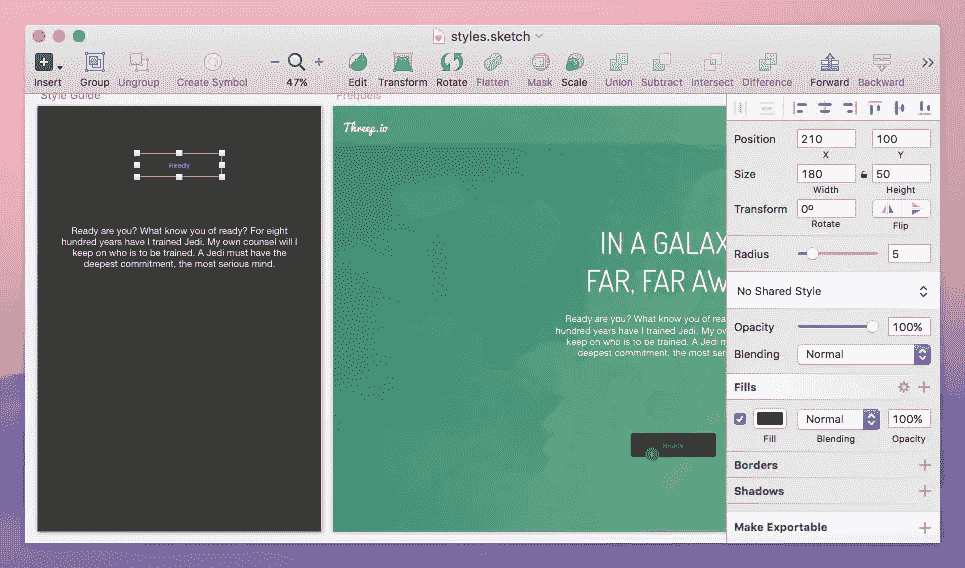 styles.sketch
Insert
Group
Ungroup
Create Symbol
47%
Edit
Transform
Rotate
Flatten
Mask
Scale
Union
Subtract
Intersect
Difference
Forward
Backward
Style Guide
Prequels
Ready
Ready are you? What know you of ready? For eight
hundred years have I trained Jedi. My own counsel will I
keep on who is to be trained. A Jedi must have the
deepest commitment, the most serious mind.
Threep.io
IN A GALAX
FAR, FAR AW
Ready are you? What know you of rea
hundred years have I trained Jedi. My ow
keep on who is to be trained. A Jedi m
deepest commitment, the most ser
Ready
Position
210
100
X
Y
Size
180
50
Width
Height
Transform
0º
Rotate
Flip
Radius
5
No Shared Style
Opacity
100%
Blending
Normal
Fills
Normal
100%
Fill
Blending
Opacity
Borders
Shadows
Make Exportable